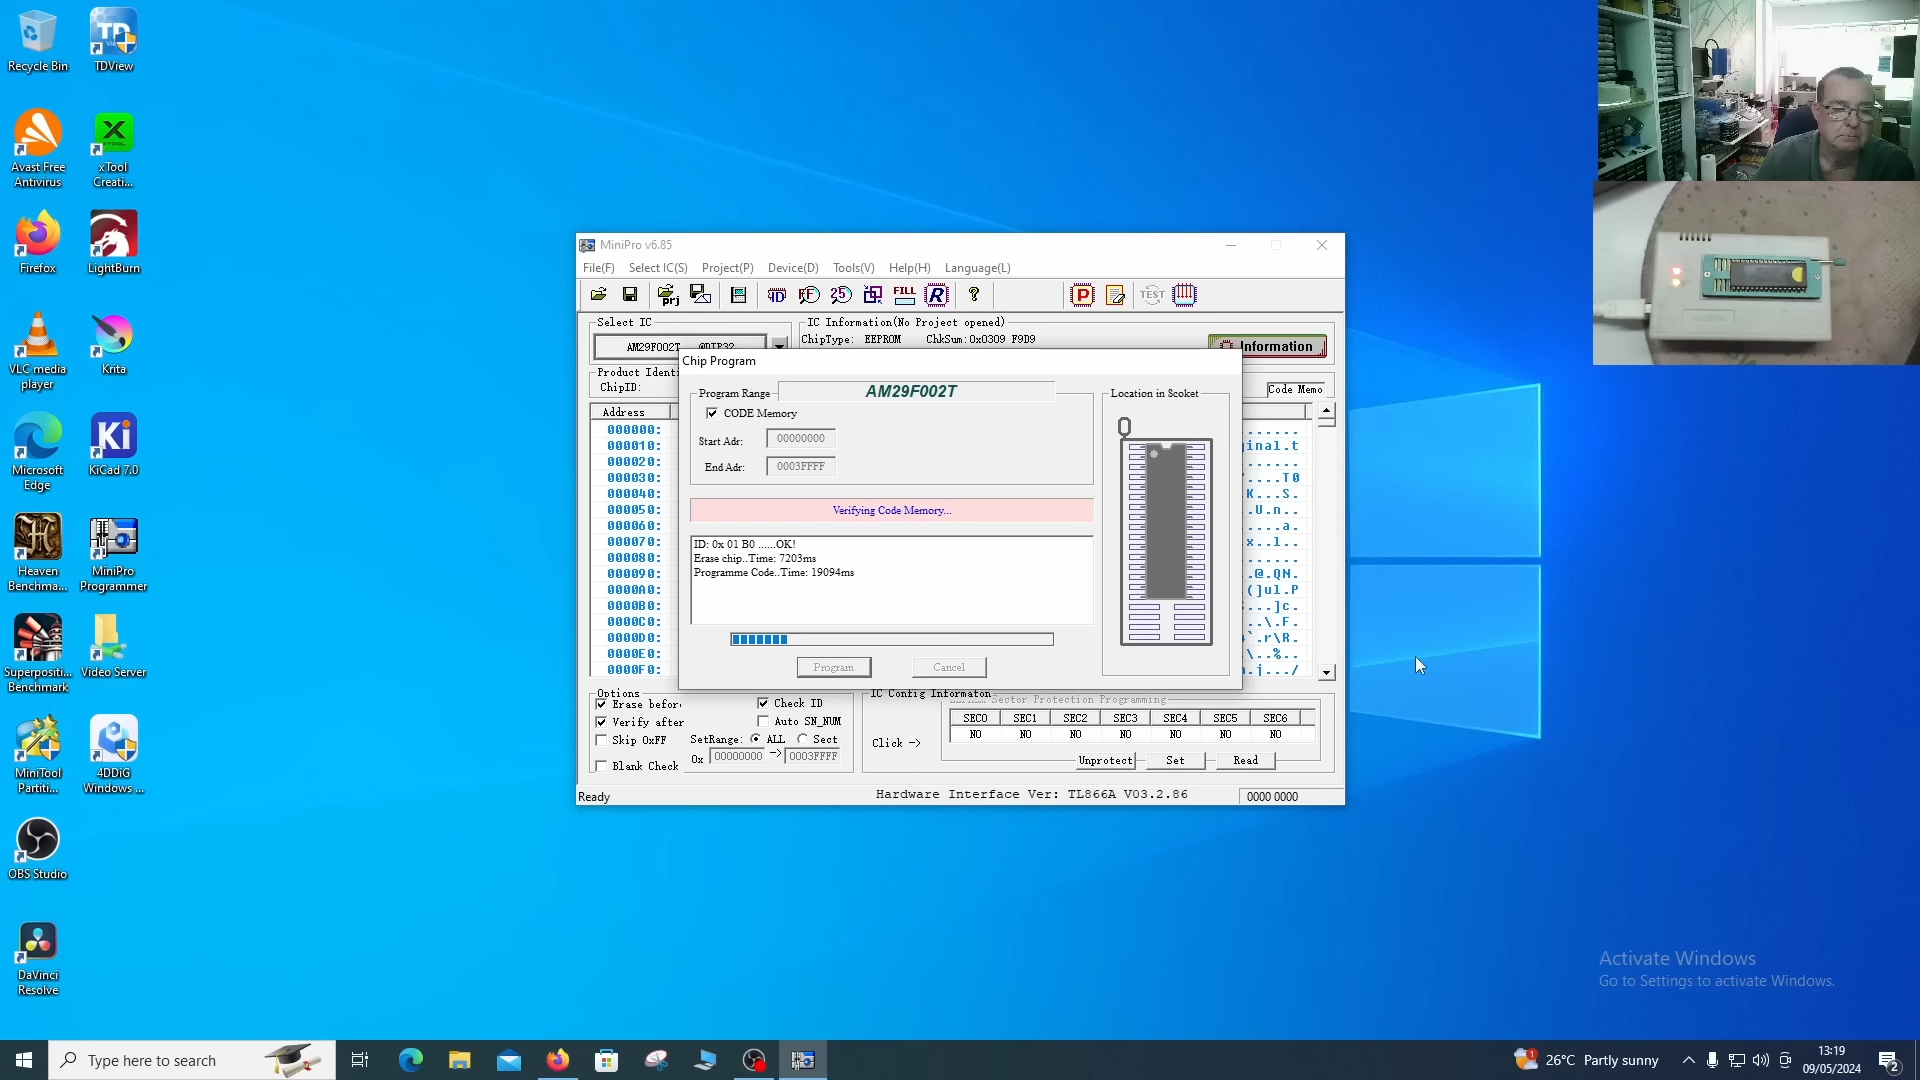 Recycle Bin
TDView
Avast Free
Antivirus
xTool
Creati...
Firefox
LightBurn
VLC media
player
Krita
Microsoft
Edge
KiCad 7.0
Heaven
Benchma...
MiniPro
Programmer
Superpositi...
Benchmark
Video Server
MiniTool
Partiti...
4DDiG
Windows ...
OBS Studio
DaVinci
Resolve
MiniPro v6.85
File(F) Select IC(S) Project(P) Device(D) Tools(V) Help(H) Language(L)
Select IC
AM29F002T @DIP32
IC Information(No Project opened)
ChipType: EEPROM ChkSum:0x0309 F9D9
Information
Product Identi
ChipID:
Code Memo
Address
000000:
000010: ginal.t
000020:
000030: ....T0
000040: K...S.
000050: .U.n..
000060: ....a.
000070: x..l..
000080:
000090: .@.QN.
0000A0: (]ul.P
0000B0: ...]c.
0000C0: .\.F.
0000D0: `.r\R.
0000E0: \..%..
0000F0: .j.../
Chip Program
Program Range
AM29F002T
CODE Memory
Start Adr: 00000000
End Adr: 0003FFFF
Verifying Code Memory...
ID: 0x 01 B0 ......OK!
Erase chip..Time: 7203ms
Programme Code..Time: 19094ms
Program Cancel
Location in Scoket
Options
Erase befor Check ID
Verify after Auto SN_NUM
Skip 0xFF SetRange: ALL Sect
Blank Check 0x 00000000 -> 0003FFFF
IC Config Informaton
Sector Protection Programming
SEC0 SEC1 SEC2 SEC3 SEC4 SEC5 SEC6
NO NO NO NO NO NO NO
Click ->
Unprotect Set Read
Ready
Hardware Interface Ver: TL866A V03.2.86
0000 0000
Activate Windows
Go to Settings to activate Windows.
Type here to search
26°C Partly sunny
13:19
09/05/2024
2